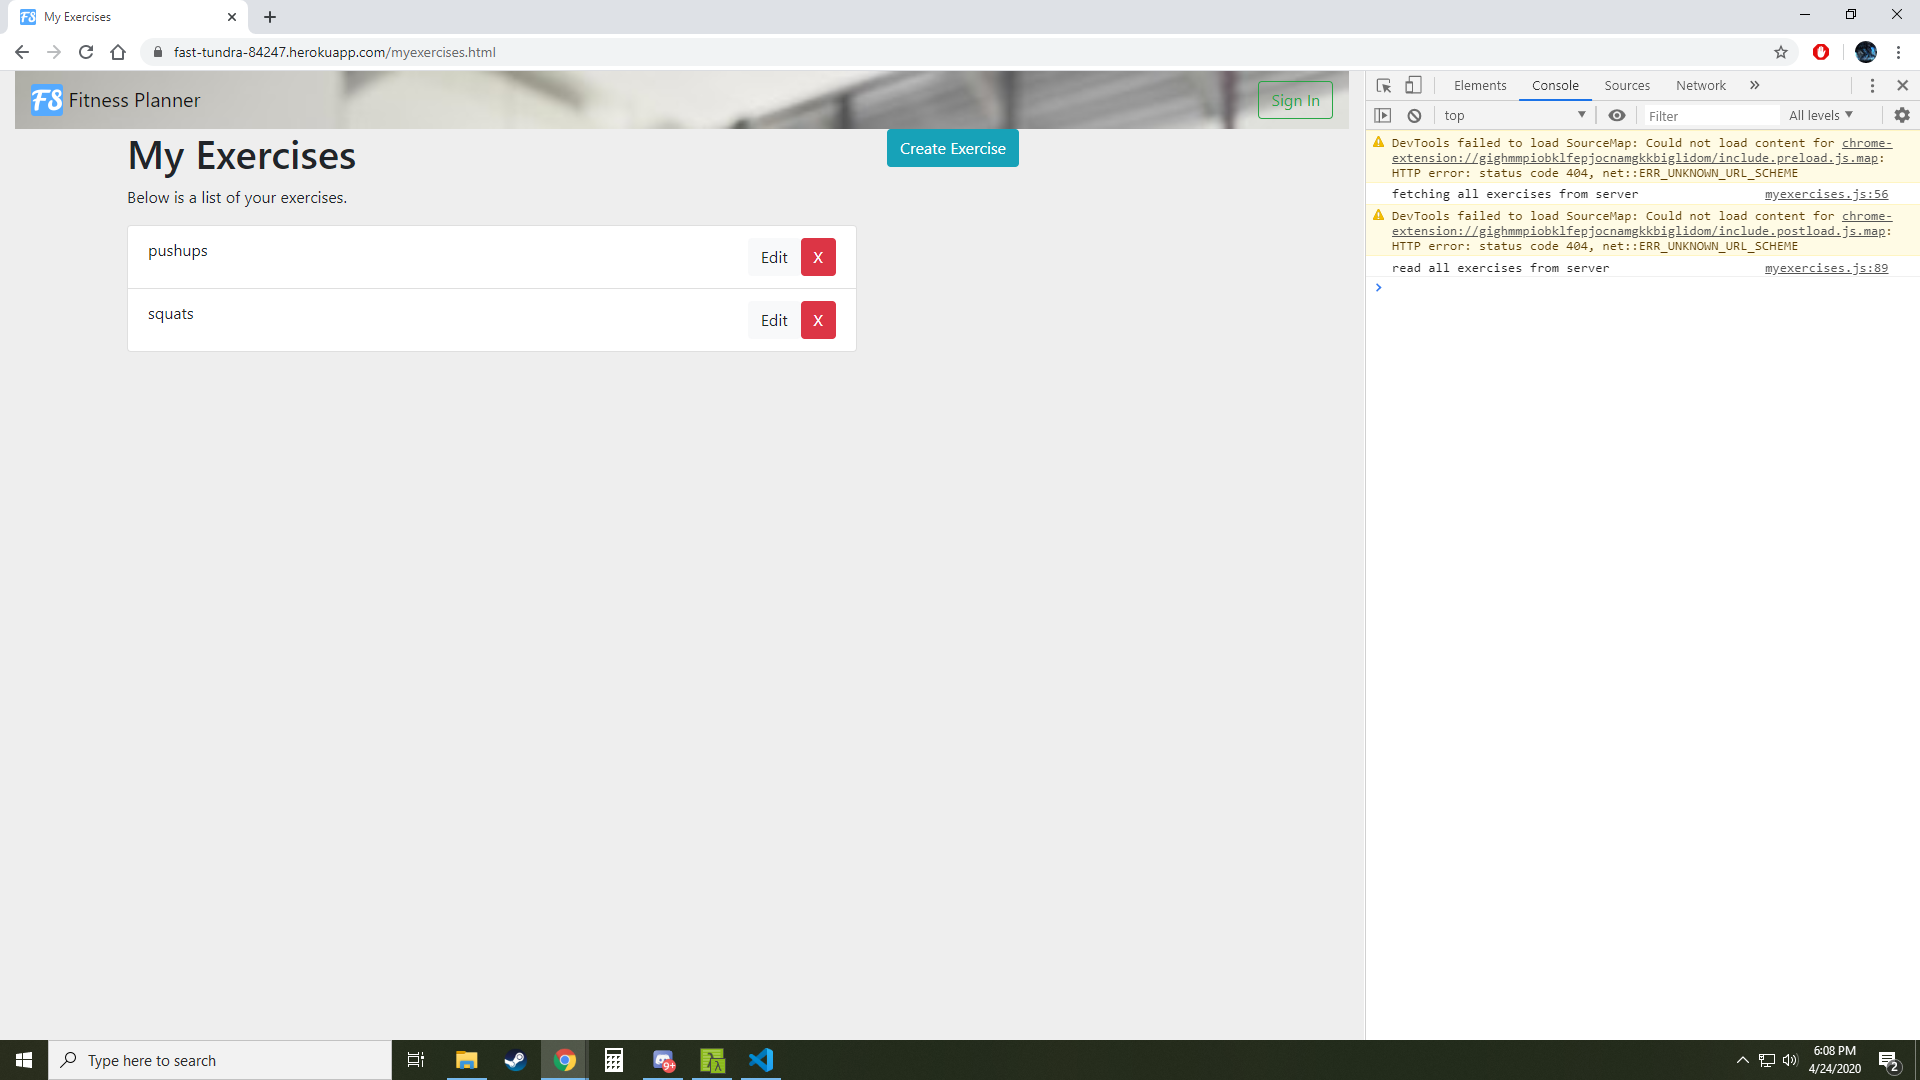 My Exercises
fast-tundra-84247.herokuapp.com/myexercises.html
FS Fitness Planner
Sign In
My Exercises
Create Exercise
Below is a list of your exercises.
pushups
Edit X
squats
Edit X
Elements Console Sources Network »
top Filter All levels
DevTools failed to load SourceMap: Could not load content for chrome-
extension://gighmmpiobklfepjocnamgkkbiglidom/include.preload.js.map:
HTTP error: status code 404, net::ERR_UNKNOWN_URL_SCHEME
fetching all exercises from server myexercises.js:56
DevTools failed to load SourceMap: Could not load content for chrome-
extension://gighmmpiobklfepjocnamgkkbiglidom/include.postload.js.map:
HTTP error: status code 404, net::ERR_UNKNOWN_URL_SCHEME
read all exercises from server myexercises.js:89
Type here to search
9+
6:08 PM
4/24/2020
2